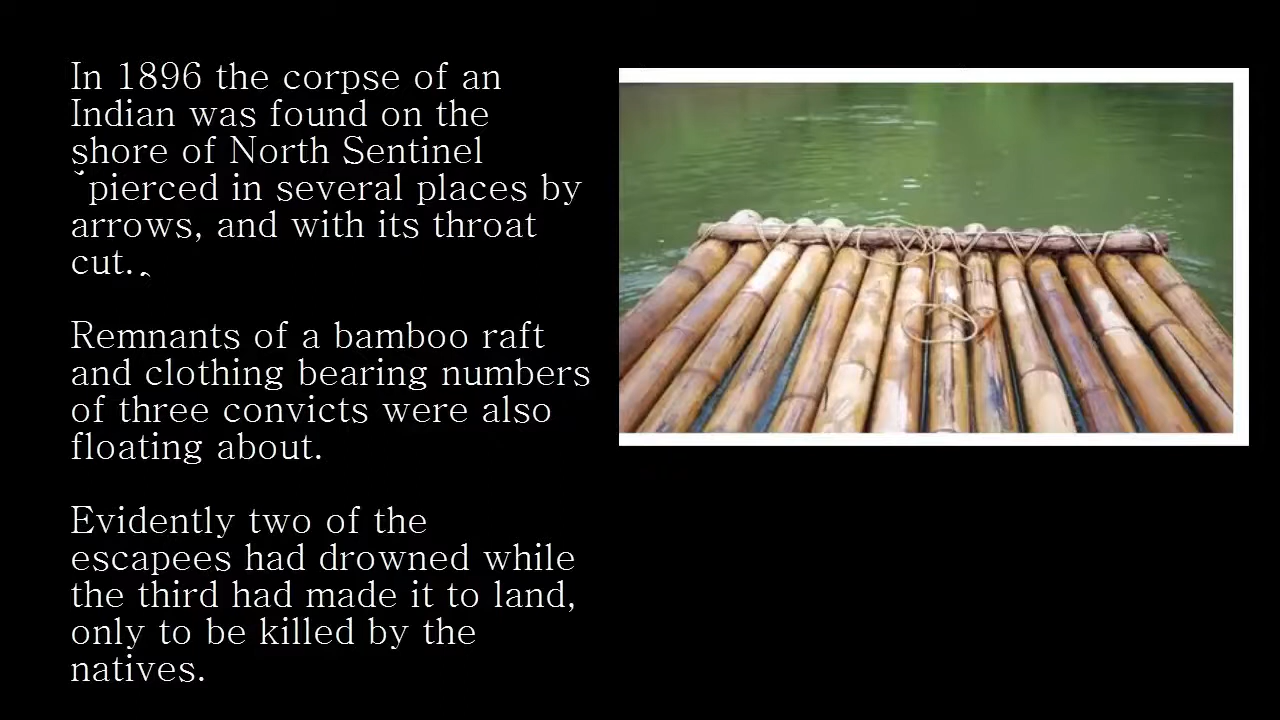 In 1896 the corpse of an
Indian was found on the
shore of North Sentinel
`pierced in several places by
arrows, and with its throat
cut.、
Remnants of a bamboo raft
and clothing bearing numbers
of three convicts were also
floating about.
Evidently two of the
escapees had drowned while
the third had made it to land,
only to be killed by the
natives.